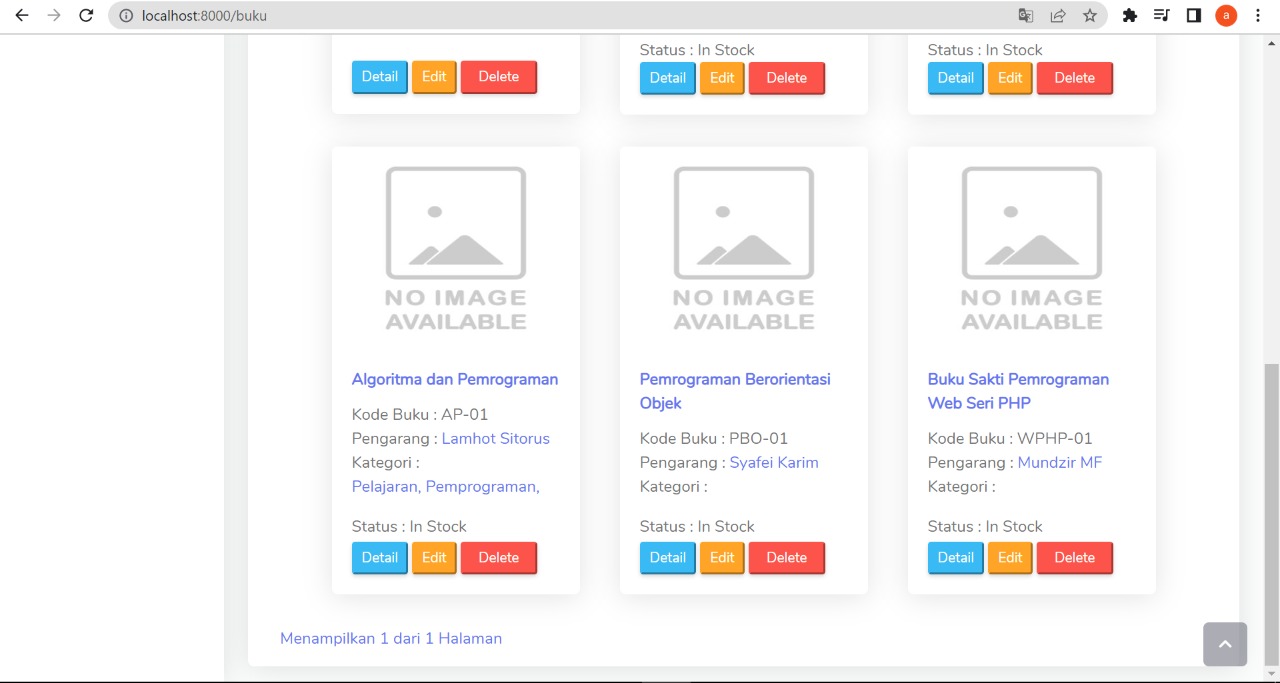 localhost:8000/buku
a
Status : In Stock
Status : In Stock
Detail Edit Delete
Detail Edit Delete
Detail Edit Delete
NO IMAGE
AVAILABLE
Algoritma dan Pemrograman
Kode Buku : AP-01
Pengarang : Lamhot Sitorus
Kategori :
Pelajaran, Pemprograman,
Status : In Stock
Detail Edit Delete
NO IMAGE
AVAILABLE
Pemrograman Berorientasi
Objek
Kode Buku : PBO-01
Pengarang : Syafei Karim
Kategori :
Status : In Stock
Detail Edit Delete
NO IMAGE
AVAILABLE
Buku Sakti Pemrograman
Web Seri PHP
Kode Buku : WPHP-01
Pengarang : Mundzir MF
Kategori :
Status : In Stock
Detail Edit Delete
Menampilkan 1 dari 1 Halaman